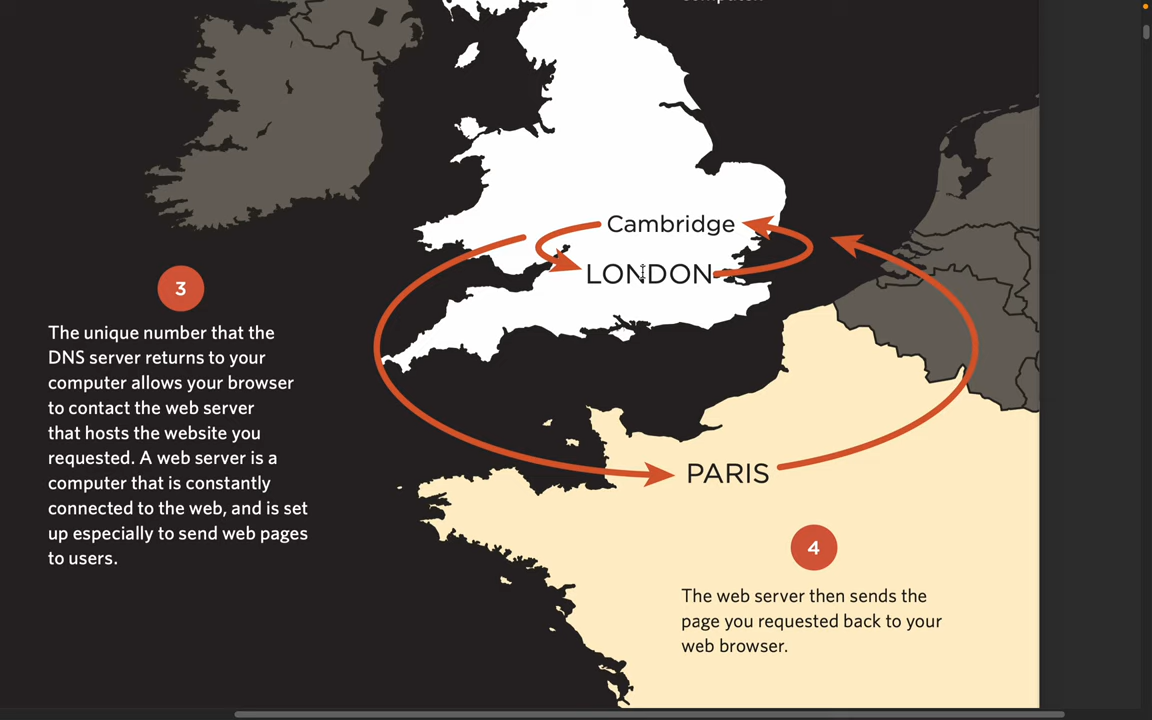 Cambridge
LONDON
3
The unique number that the
DNS server returns to your
computer allows your browser
to contact the web server
that hosts the website you
requested. A web server is a
computer that is constantly
connected to the web, and is set
up especially to send web pages
to users.
PARIS
4
The web server then sends the
page you requested back to your
web browser.